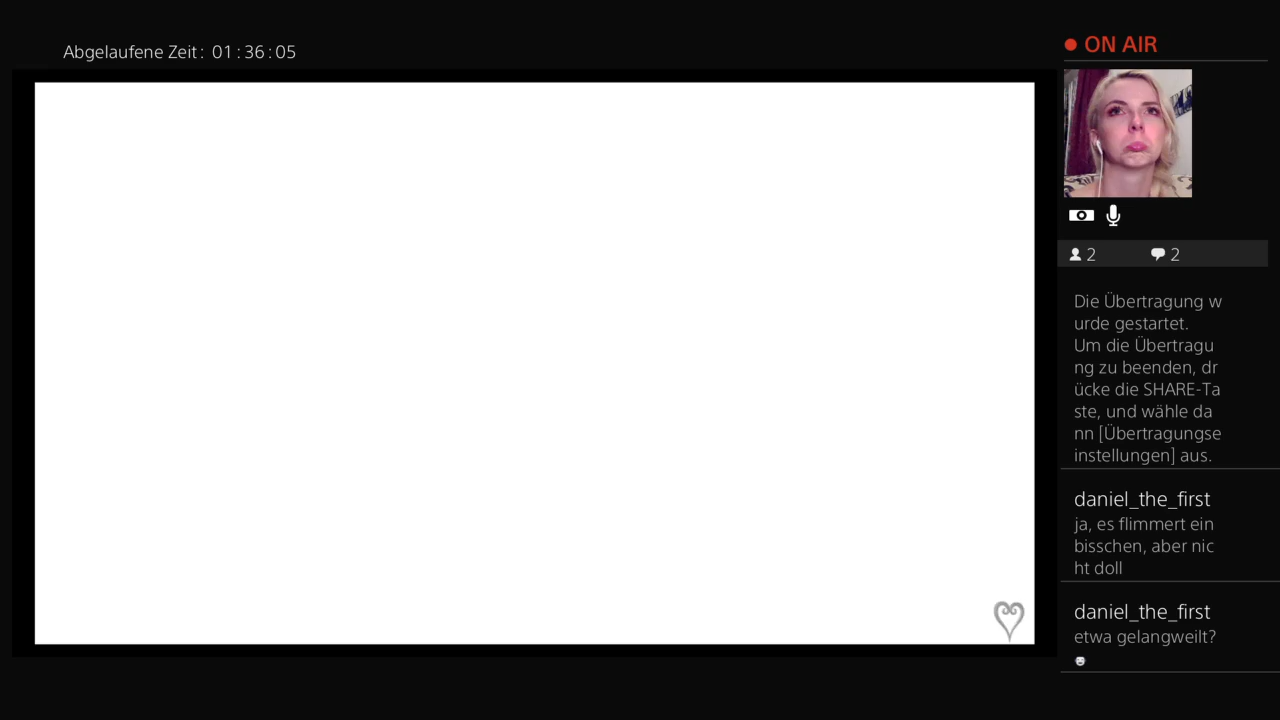 Abgelaufene Zeit: 01:36:05
ON AIR
2 2
Die Übertragung w
urde gestartet.
Um die Übertragu
ng zu beenden, dr
ücke die SHARE-Ta
ste, und wähle da
nn [Übertragungse
instellungen] aus.
daniel_the_first
ja, es flimmert ein
bisschen, aber nic
ht doll
daniel_the_first
etwa gelangweilt?